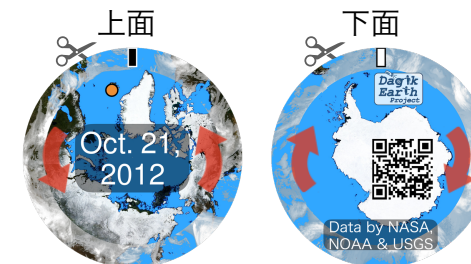 上面
下面
Oct. 21,
2012
Dagik
Earth
Project
Data by NASA,
NOAA & USGS